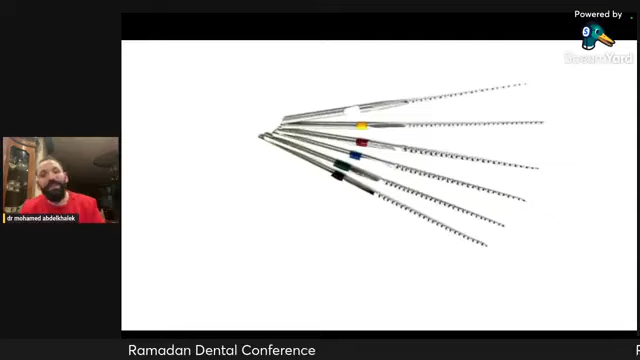 Powered by
S
StreamYard
dr mohamed abdelkhalek
Ramadan Dental Conference